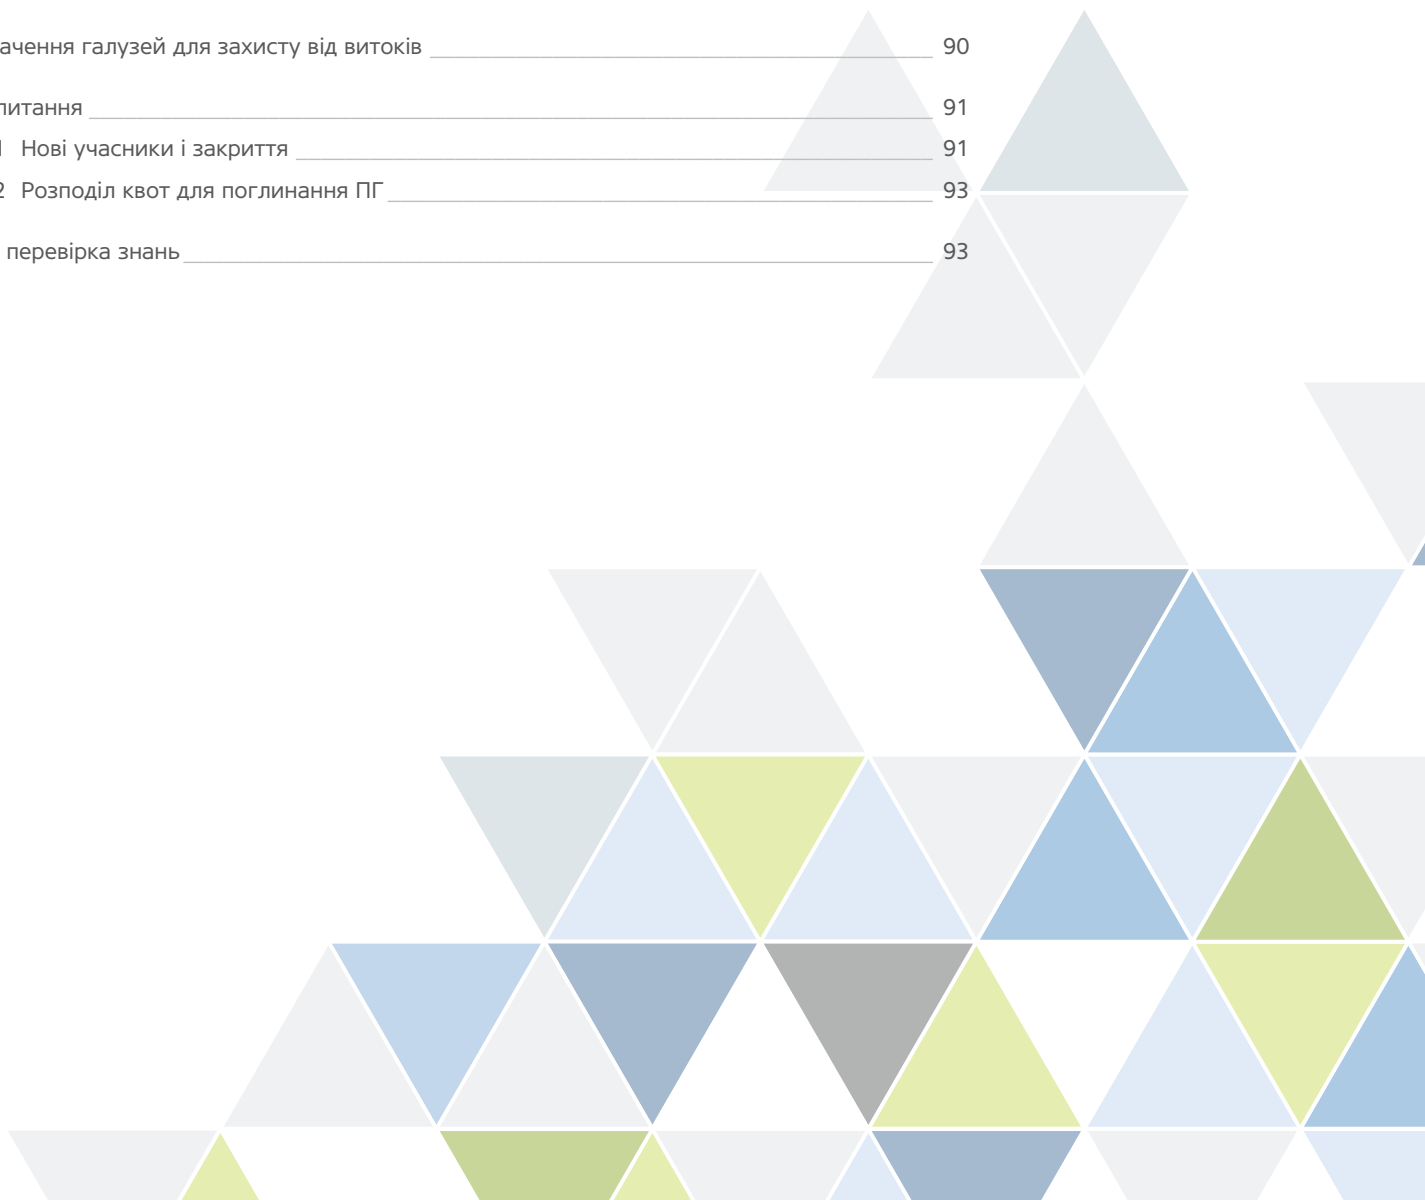 ачення галузей для захисту від витоків 90
питання 91
1 Нові учасники і закриття 91
2 Розподіл квот для поглинання ПГ 93
перевірка знань 93